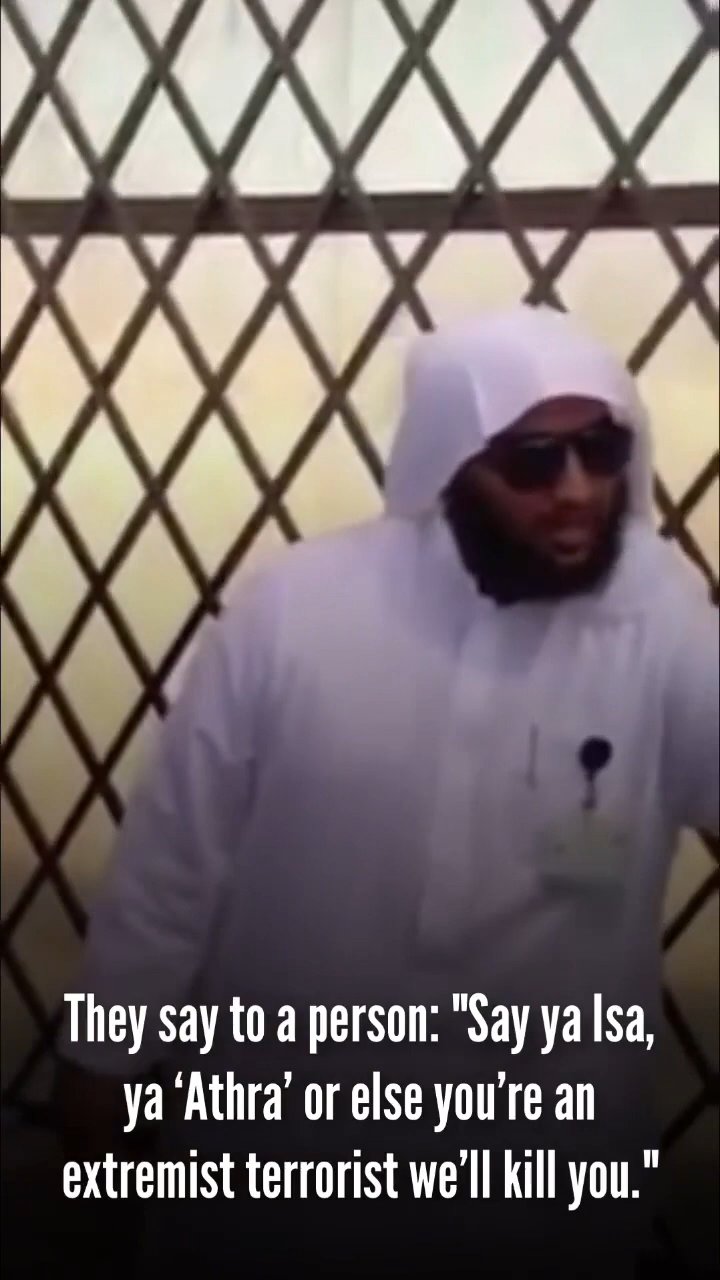 They say to a person: "Say ya Isa,
ya ‘Athra’ or else you’re an
extremist terrorist we’ll kill you."